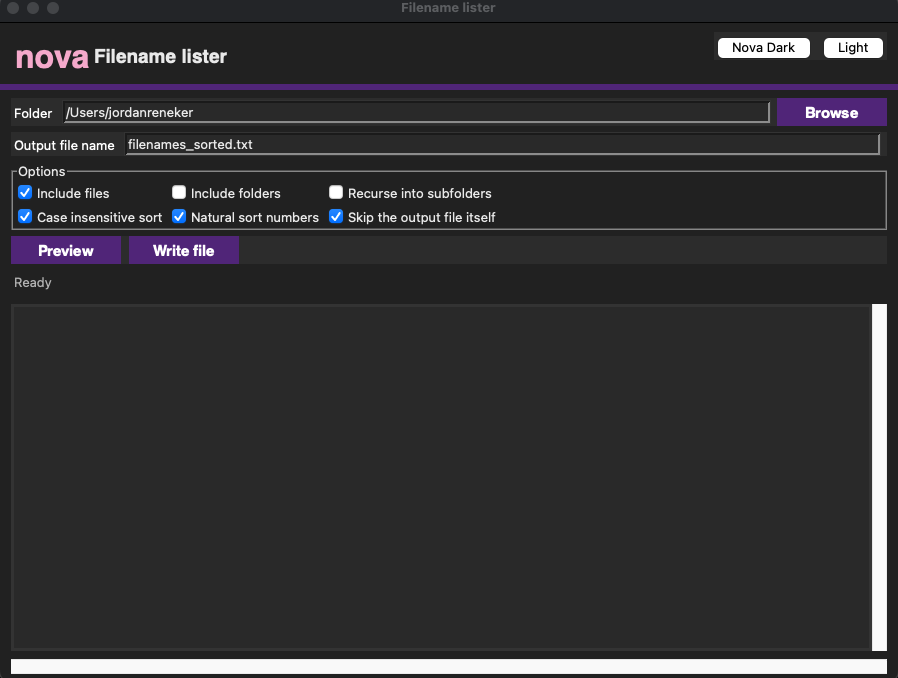 Filename lister
nova Filename lister
Nova Dark Light
Folder /Users/jordanreneker Browse
Output file name filenames_sorted.txt
Options
Include files Include folders Recurse into subfolders
Case insensitive sort Natural sort numbers Skip the output file itself
Preview Write file
Ready